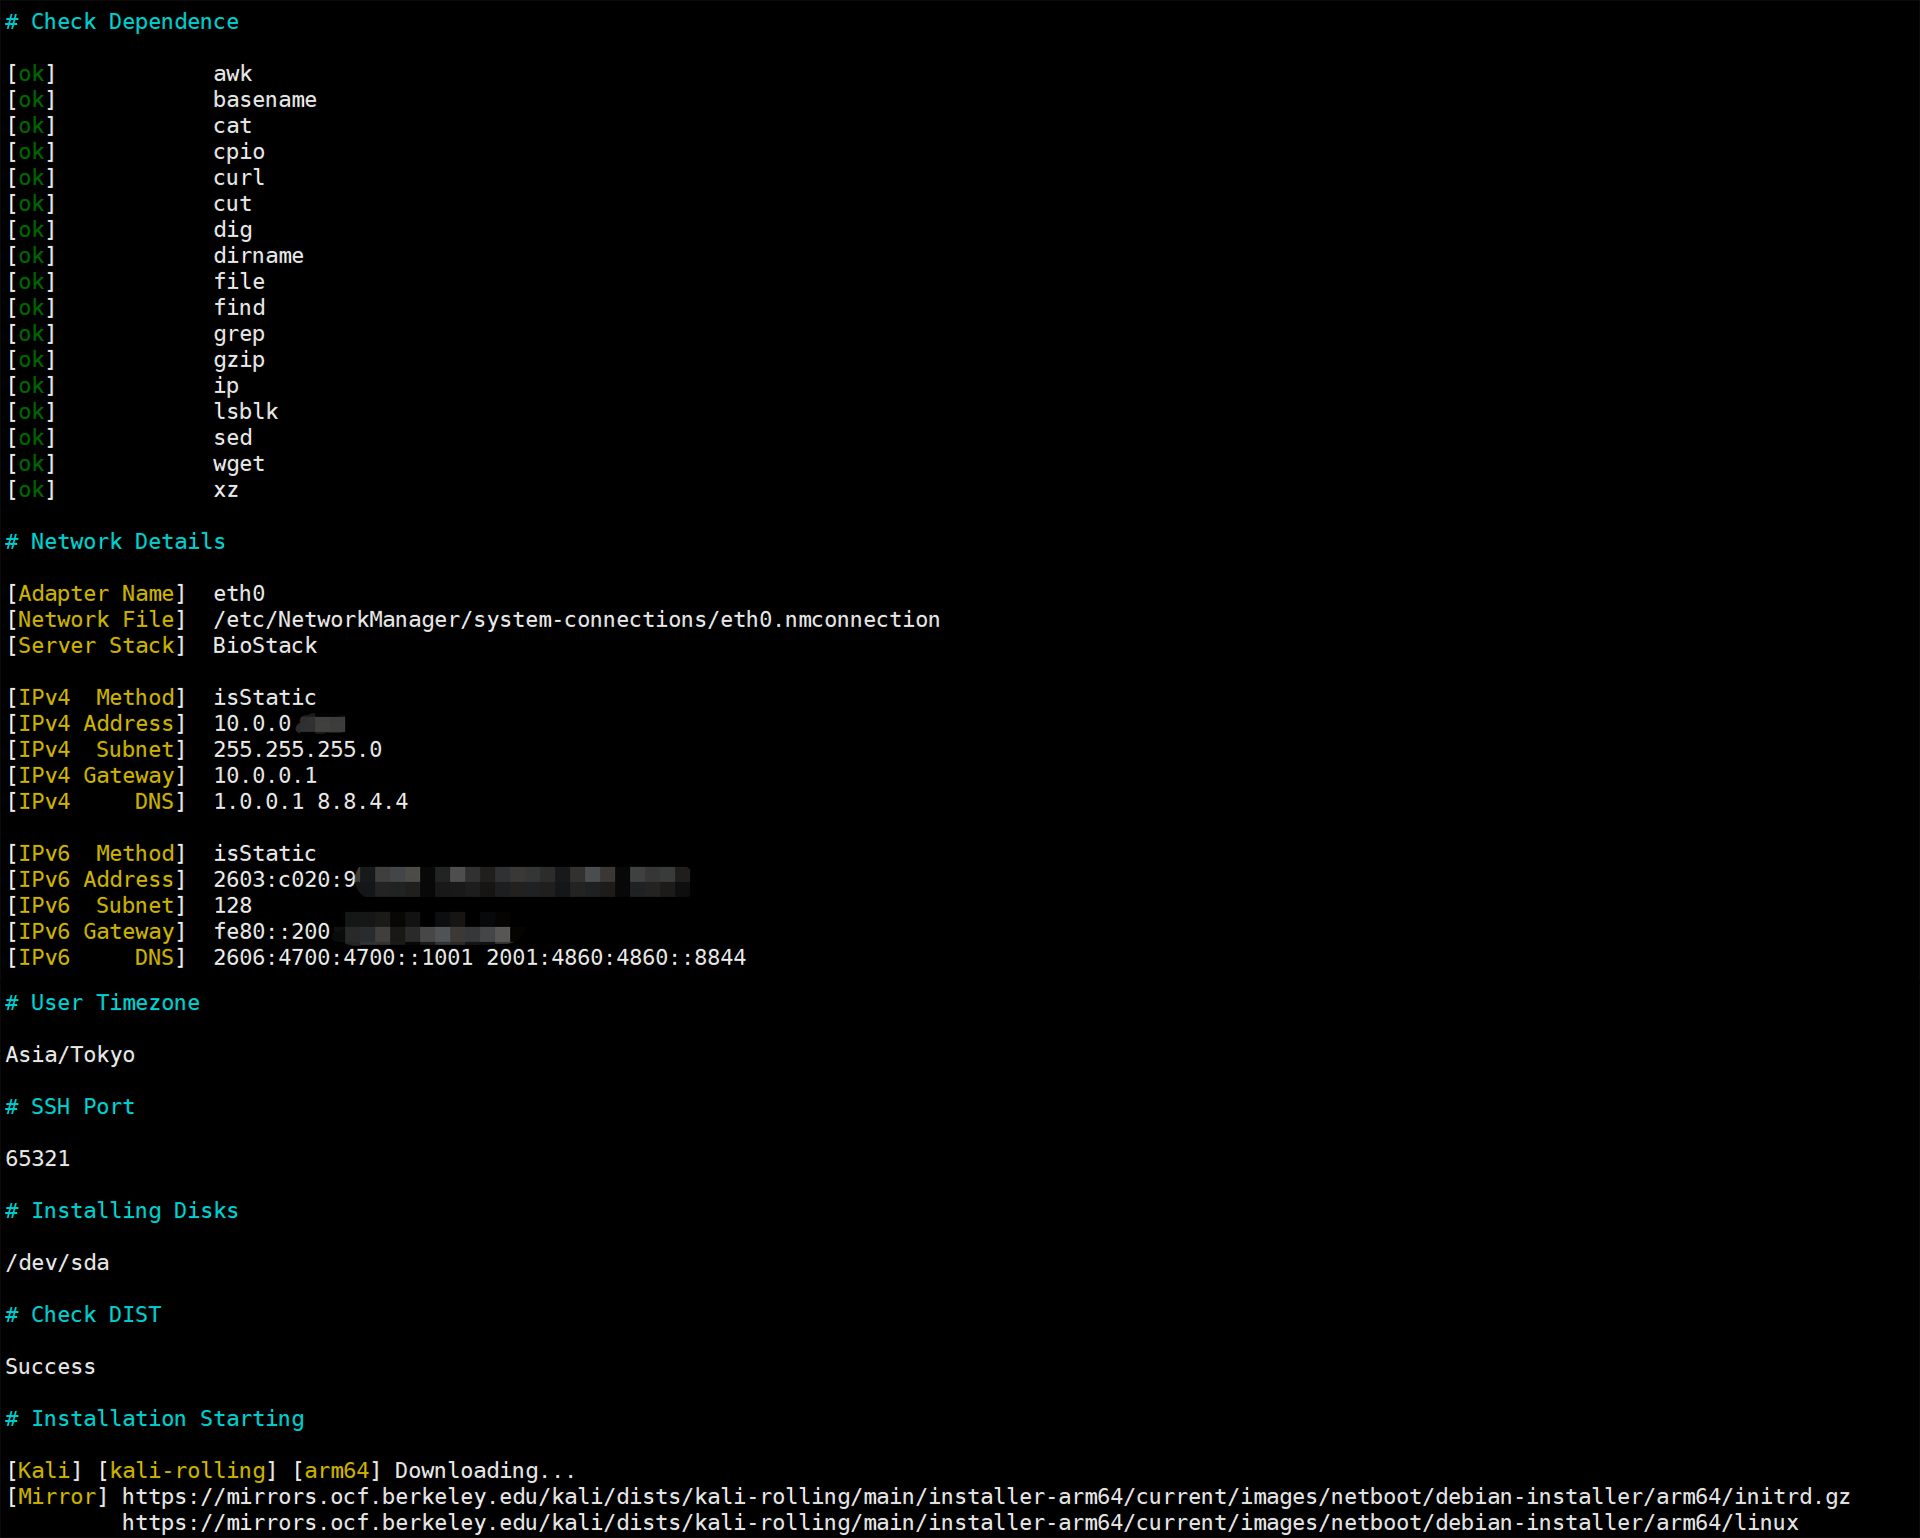 # Check Dependence
[ok] awk
[ok] basename
[ok] cat
[ok] cpio
[ok] curl
[ok] cut
[ok] dig
[ok] dirname
[ok] file
[ok] find
[ok] grep
[ok] gzip
[ok] ip
[ok] lsblk
[ok] sed
[ok] wget
[ok] xz
# Network Details
[Adapter Name] eth0
[Network File] /etc/NetworkManager/system-connections/eth0.nmconnection
[Server Stack] BioStack
[IPv4  Method] isStatic
[IPv4 Address] 10.0.0
[IPv4  Subnet] 255.255.255.0
[IPv4 Gateway] 10.0.0.1
[IPv4     DNS] 1.0.0.1 8.8.4.4
[IPv6  Method] isStatic
[IPv6 Address] 2603:c020:9
[IPv6  Subnet] 128
[IPv6 Gateway] fe80::200
[IPv6     DNS] 2606:4700:4700::1001 2001:4860:4860::8844
# User Timezone
Asia/Tokyo
# SSH Port
65321
# Installing Disks
/dev/sda
# Check DIST
Success
# Installation Starting
[Kali] [kali-rolling] [arm64] Downloading...
[Mirror] https://mirrors.ocf.berkeley.edu/kali/dists/kali-rolling/main/installer-arm64/current/images/netboot/debian-installer/arm64/initrd.gz
https://mirrors.ocf.berkeley.edu/kali/dists/kali-rolling/main/installer-arm64/current/images/netboot/debian-installer/arm64/linux